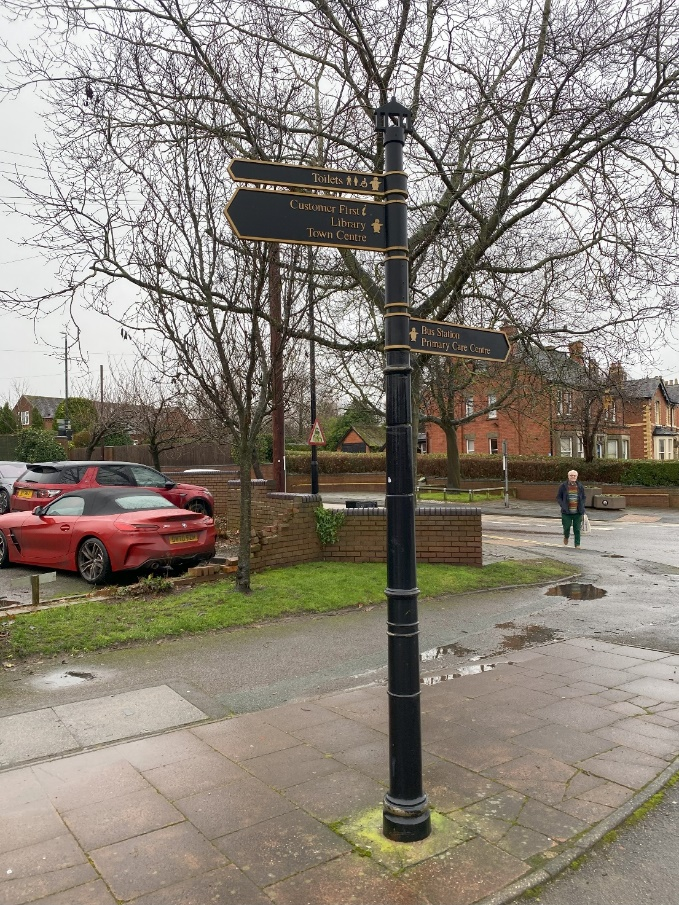 Toilets
Customer First i
Library
Town Centre
Bus Station
Primary Care Centre